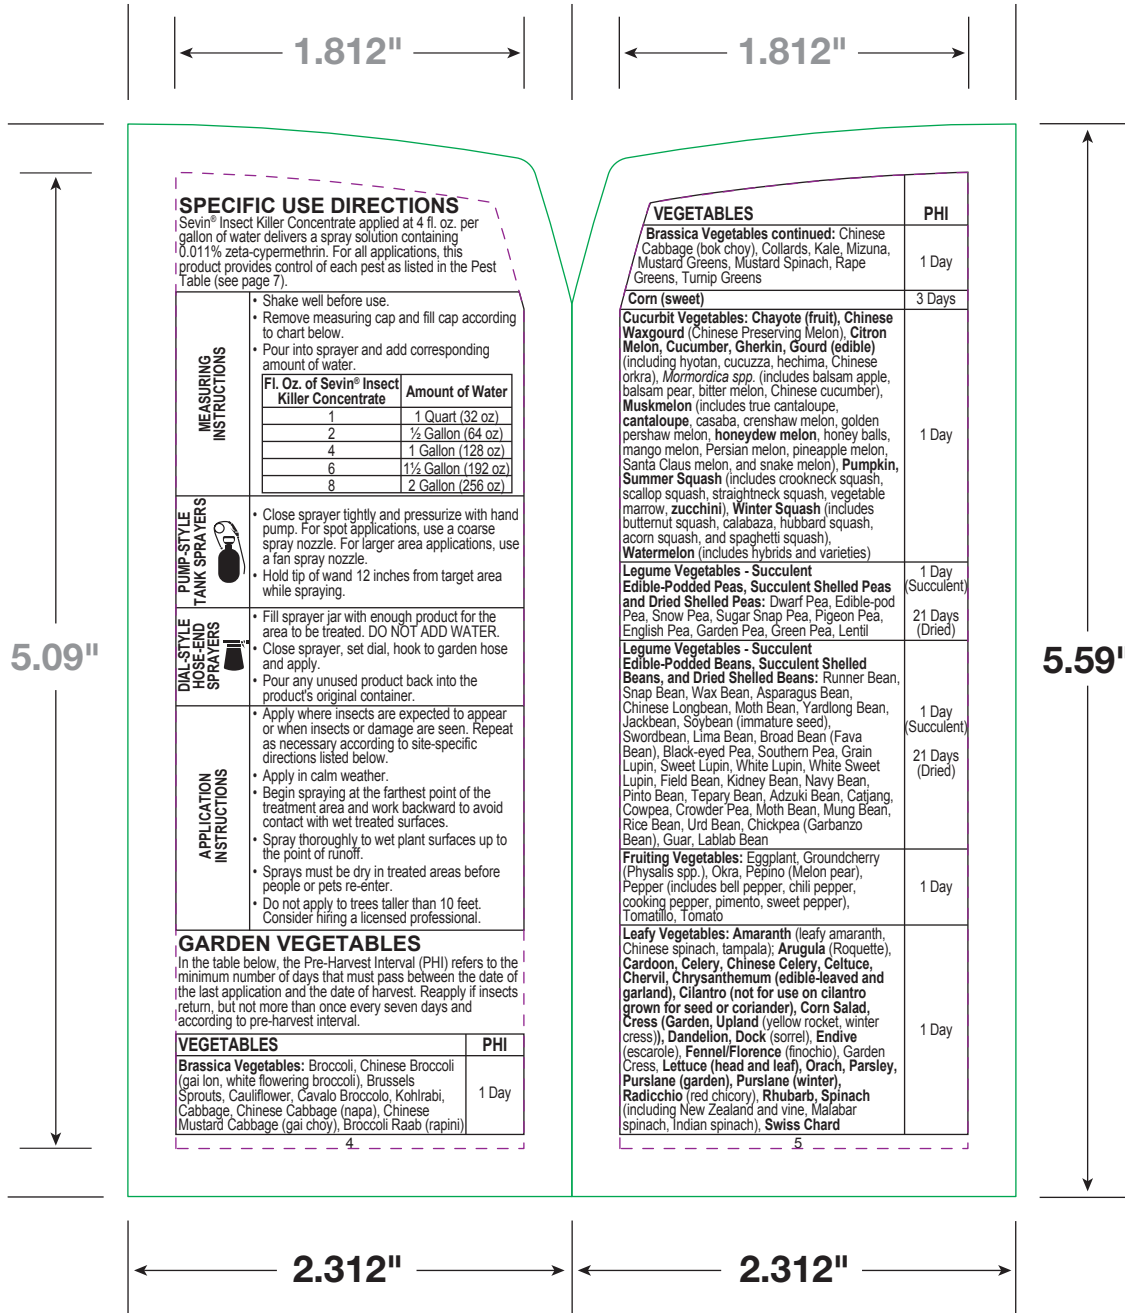 1.812"
1.812"
5.09"
5.59"
SPECIFIC USE DIRECTIONS
Sevin® Insect Killer Concentrate applied at 4 fl. oz. per
gallon of water delivers a spray solution containing
0.011% zeta-cypermethrin. For all applications, this
product provides control of each pest as listed in the Pest
Table (see page 7).
MEASURING
INSTRUCTIONS
• Shake well before use.
• Remove measuring cap and fill cap according
to chart below.
• Pour into sprayer and add corresponding
amount of water.
Fl. Oz. of Sevin® Insect
Killer Concentrate
Amount of Water
1 1 Quart (32 oz)
2 ½ Gallon (64 oz)
4 1 Gallon (128 oz)
6 1½ Gallon (192 oz)
8 2 Gallon (256 oz)
PUMP-STYLE
TANK SPRAYERS
• Close sprayer tightly and pressurize with hand
pump. For spot applications, use a coarse
spray nozzle. For larger area applications, use
a fan spray nozzle.
• Hold tip of wand 12 inches from target area
while spraying.
DIAL-STYLE
HOSE-END
SPRAYERS
• Fill sprayer jar with enough product for the
area to be treated. DO NOT ADD WATER.
• Close sprayer, set dial, hook to garden hose
and apply.
• Pour any unused product back into the
product's original container.
APPLICATION
INSTRUCTIONS
• Apply where insects are expected to appear
or when insects or damage are seen. Repeat
as necessary according to site-specific
directions listed below.
• Apply in calm weather.
• Begin spraying at the farthest point of the
treatment area and work backward to avoid
contact with wet treated surfaces.
• Spray thoroughly to wet plant surfaces up to
the point of runoff.
• Sprays must be dry in treated areas before
people or pets re-enter.
• Do not apply to trees taller than 10 feet.
Consider hiring a licensed professional.
GARDEN VEGETABLES
In the table below, the Pre-Harvest Interval (PHI) refers to the
minimum number of days that must pass between the date of
the last application and the date of harvest. Reapply if insects
return, but not more than once every seven days and
according to pre-harvest interval.
VEGETABLES PHI
Brassica Vegetables: Broccoli, Chinese Broccoli
(gai lon, white flowering broccoli), Brussels
Sprouts, Cauliflower, Cavalo Broccolo, Kohlrabi,
Cabbage, Chinese Cabbage (napa), Chinese
Mustard Cabbage (gai choy), Broccoli Raab (rapini)
1 Day
4
VEGETABLES PHI
Brassica Vegetables continued: Chinese
Cabbage (bok choy), Collards, Kale, Mizuna,
Mustard Greens, Mustard Spinach, Rape
Greens, Turnip Greens
1 Day
Corn (sweet) 3 Days
Cucurbit Vegetables: Chayote (fruit), Chinese
Waxgourd (Chinese Preserving Melon), Citron
Melon, Cucumber, Gherkin, Gourd (edible)
(including hyotan, cucuzza, hechima, Chinese
orkra), Mormordica spp. (includes balsam apple,
balsam pear, bitter melon, Chinese cucumber),
Muskmelon (includes true cantaloupe,
cantaloupe, casaba, crenshaw melon, golden
pershaw melon, honeydew melon, honey balls,
mango melon, Persian melon, pineapple melon,
Santa Claus melon, and snake melon), Pumpkin,
Summer Squash (includes crookneck squash,
scallop squash, straightneck squash, vegetable
marrow, zucchini), Winter Squash (includes
butternut squash, calabaza, hubbard squash,
acorn squash, and spaghetti squash),
Watermelon (includes hybrids and varieties)
1 Day
Legume Vegetables - Succulent
Edible-Podded Peas, Succulent Shelled Peas
and Dried Shelled Peas: Dwarf Pea, Edible-pod
Pea, Snow Pea, Sugar Snap Pea, Pigeon Pea,
English Pea, Garden Pea, Green Pea, Lentil
1 Day
(Succulent)
21 Days
(Dried)
Legume Vegetables - Succulent
Edible-Podded Beans, Succulent Shelled
Beans, and Dried Shelled Beans: Runner Bean,
Snap Bean, Wax Bean, Asparagus Bean,
Chinese Longbean, Moth Bean, Yardlong Bean,
Jackbean, Soybean (immature seed),
Swordbean, Lima Bean, Broad Bean (Fava
Bean), Black-eyed Pea, Southern Pea, Grain
Lupin, Sweet Lupin, White Lupin, White Sweet
Lupin, Field Bean, Kidney Bean, Navy Bean,
Pinto Bean, Tepary Bean, Adzuki Bean, Catjang,
Cowpea, Crowder Pea, Moth Bean, Mung Bean,
Rice Bean, Urd Bean, Chickpea (Garbanzo
Bean), Guar, Lablab Bean
1 Day
(Succulent)
21 Days
(Dried)
Fruiting Vegetables: Eggplant, Groundcherry
(Physalis spp.), Okra, Pepino (Melon pear),
Pepper (includes bell pepper, chili pepper,
cooking pepper, pimento, sweet pepper),
Tomatillo, Tomato
1 Day
Leafy Vegetables: Amaranth (leafy amaranth,
Chinese spinach, tampala); Arugula (Roquette),
Cardoon, Celery, Chinese Celery, Celtuce,
Chervil, Chrysanthemum (edible-leaved and
garland), Cilantro (not for use on cilantro
grown for seed or coriander), Corn Salad,
Cress (Garden, Upland (yellow rocket, winter
cress)), Dandelion, Dock (sorrel), Endive
(escarole), Fennel/Florence (finochio), Garden
Cress, Lettuce (head and leaf), Orach, Parsley,
Purslane (garden), Purslane (winter),
Radicchio (red chicory), Rhubarb, Spinach
(including New Zealand and vine, Malabar
spinach, Indian spinach), Swiss Chard
1 Day
5
2.312"
2.312"